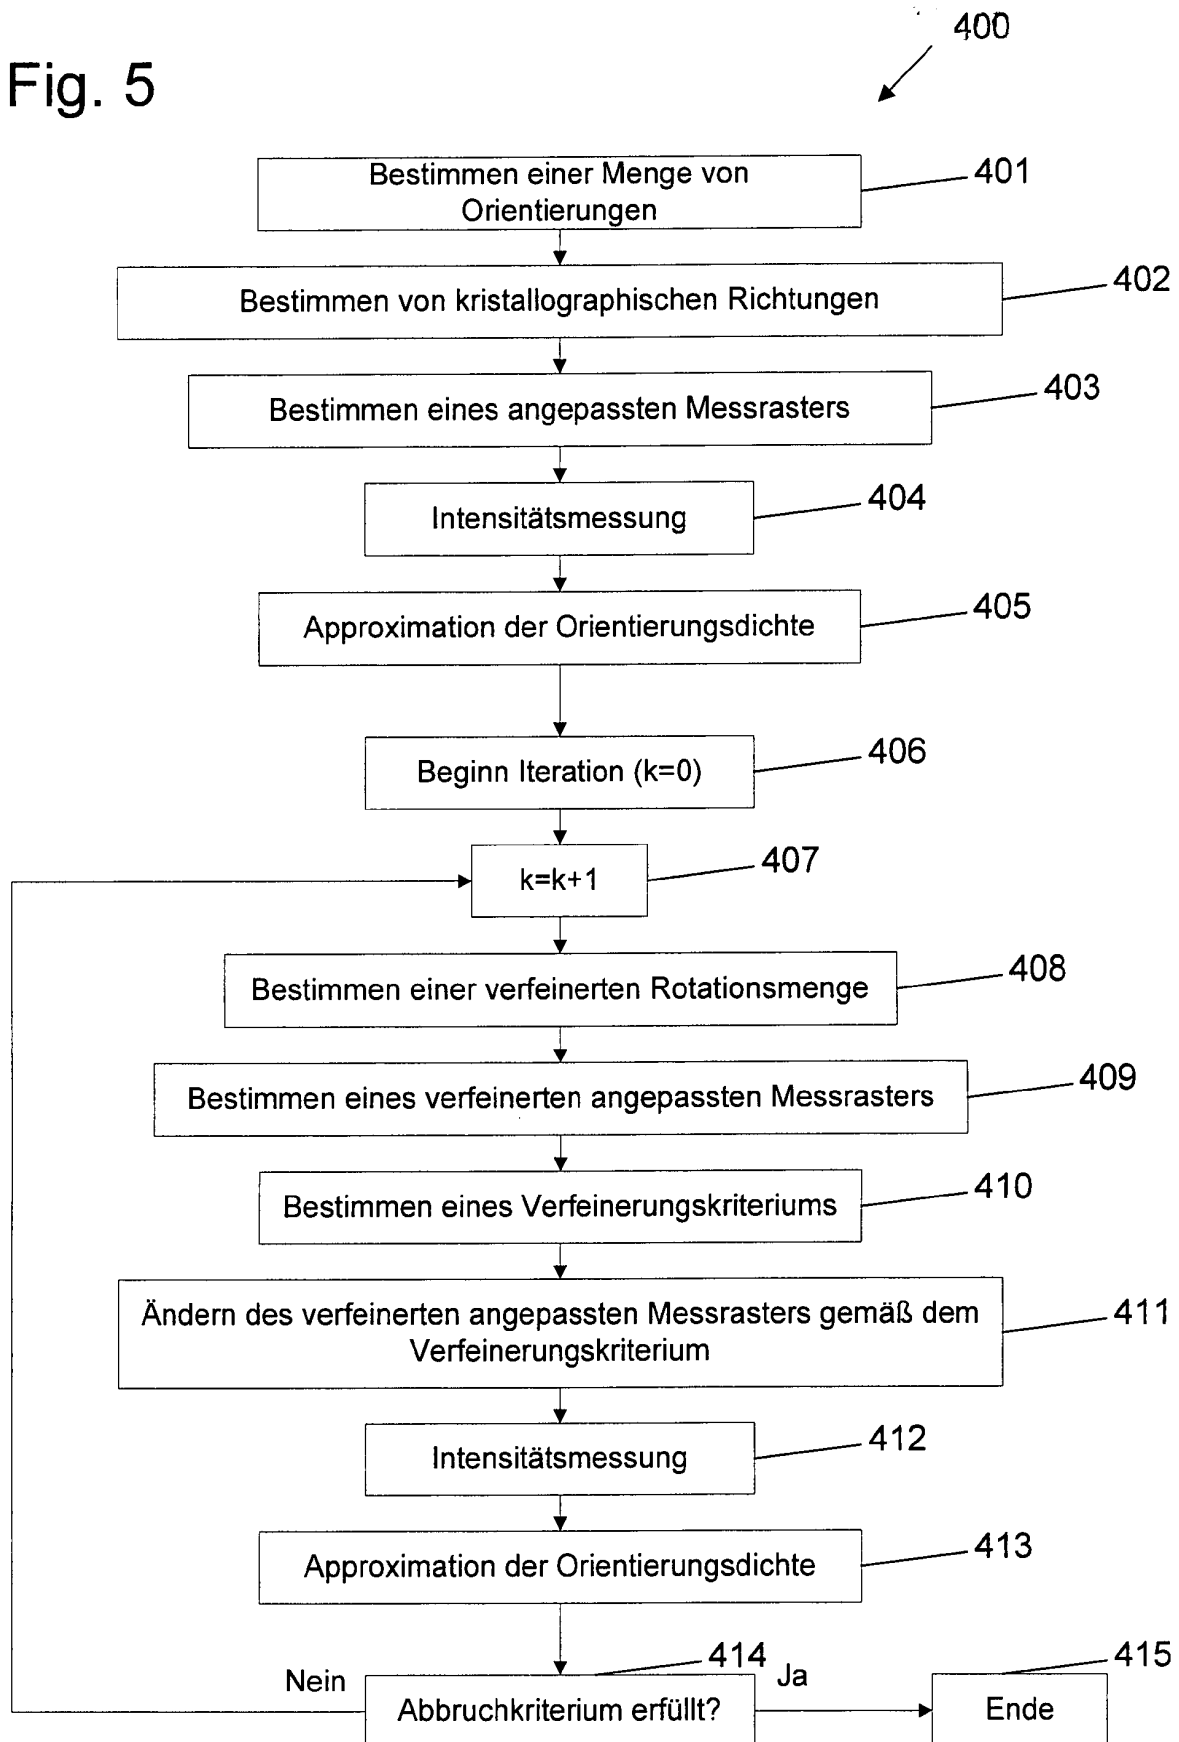 400
Fig. 5
Bestimmen einer Menge von
Orientierungen
401
Bestimmen von kristallographischen Richtungen
402
Bestimmen eines angepassten Messrasters
403
Intensitätsmessung
404
Approximation der Orientierungsdichte
405
Beginn Iteration (k=0)
406
k=k+1
407
Bestimmen einer verfeinerten Rotationsmenge
408
Bestimmen eines verfeinerten angepassten Messrasters
409
Bestimmen eines Verfeinerungskriteriums
410
Ändern des verfeinerten angepassten Messrasters gemäß dem
Verfeinerungskriterium
411
Intensitätsmessung
412
Approximation der Orientierungsdichte
413
Nein
Abbruchkriterium erfüllt?
414
Ja
Ende
415